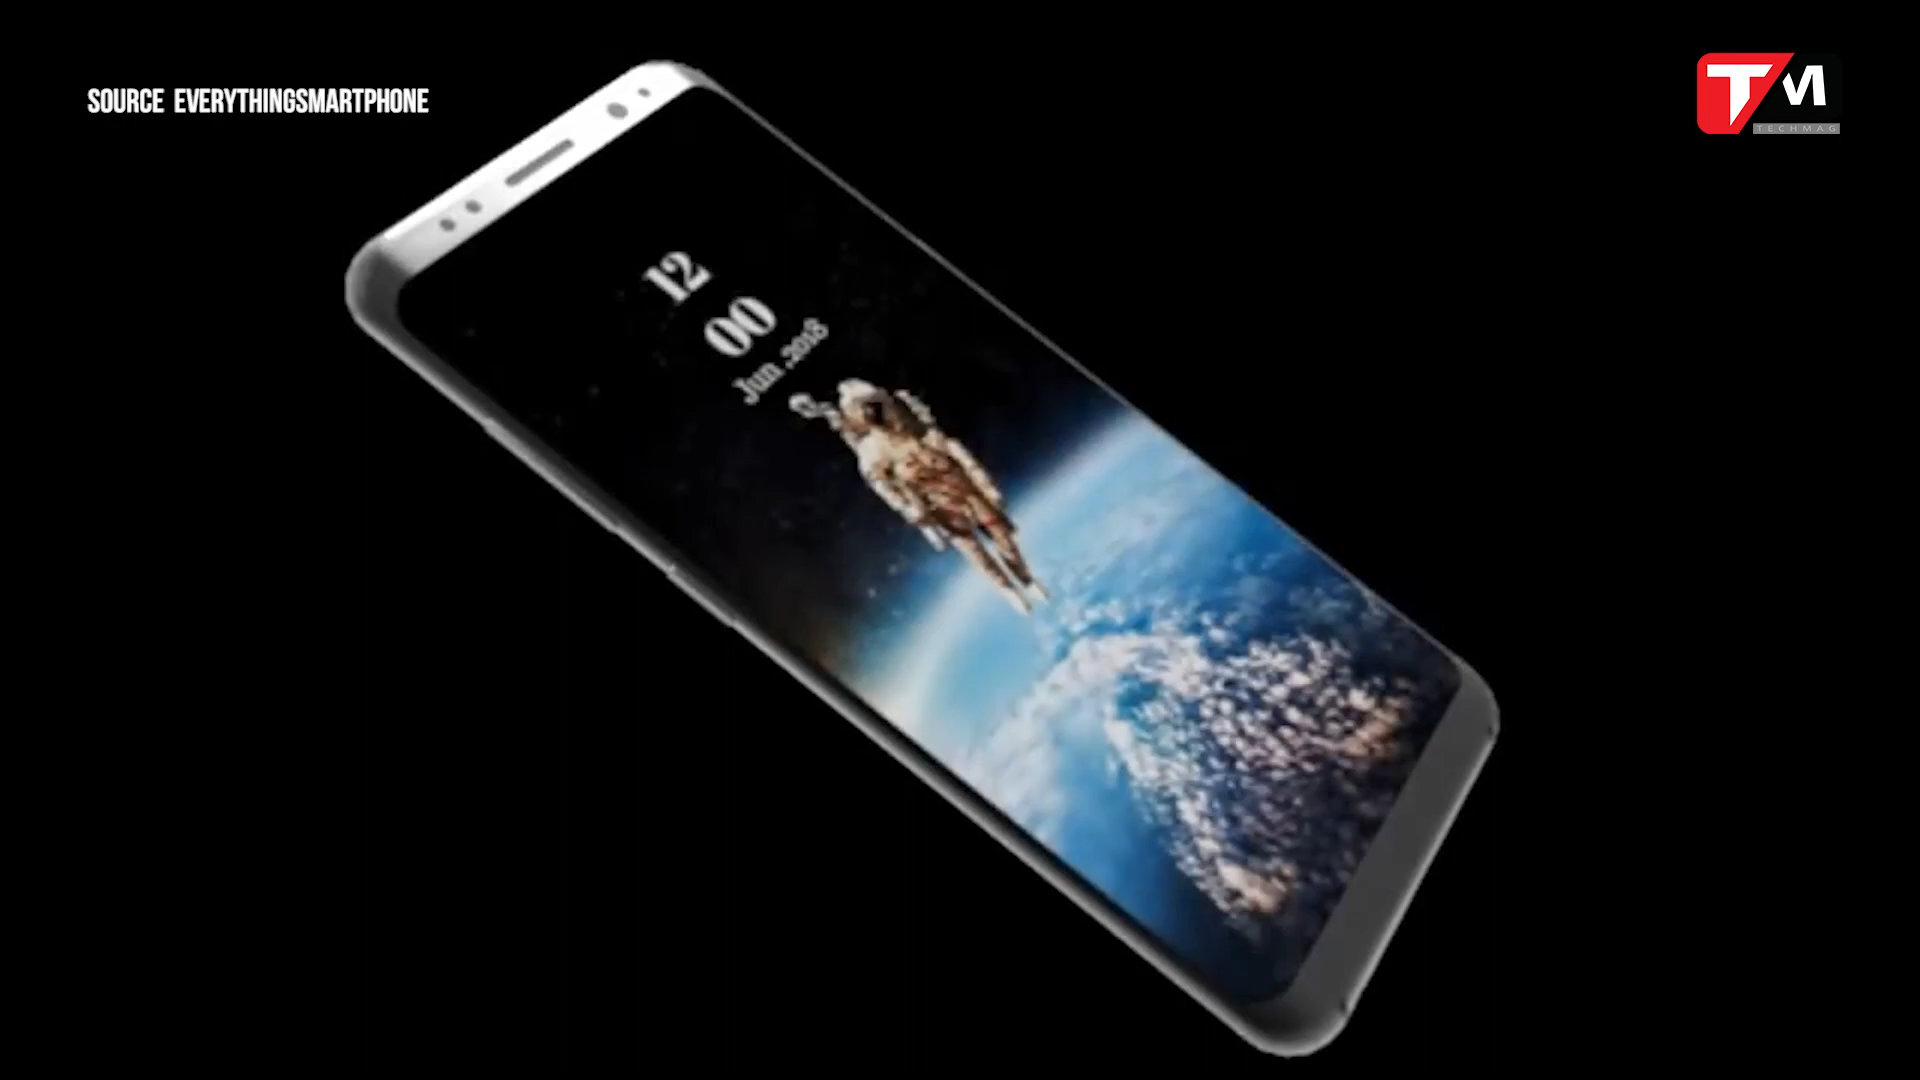 SOURCE EVERYTHINGSMARTPHONE
TM
TECHMAG
12
00
Jun ,2018